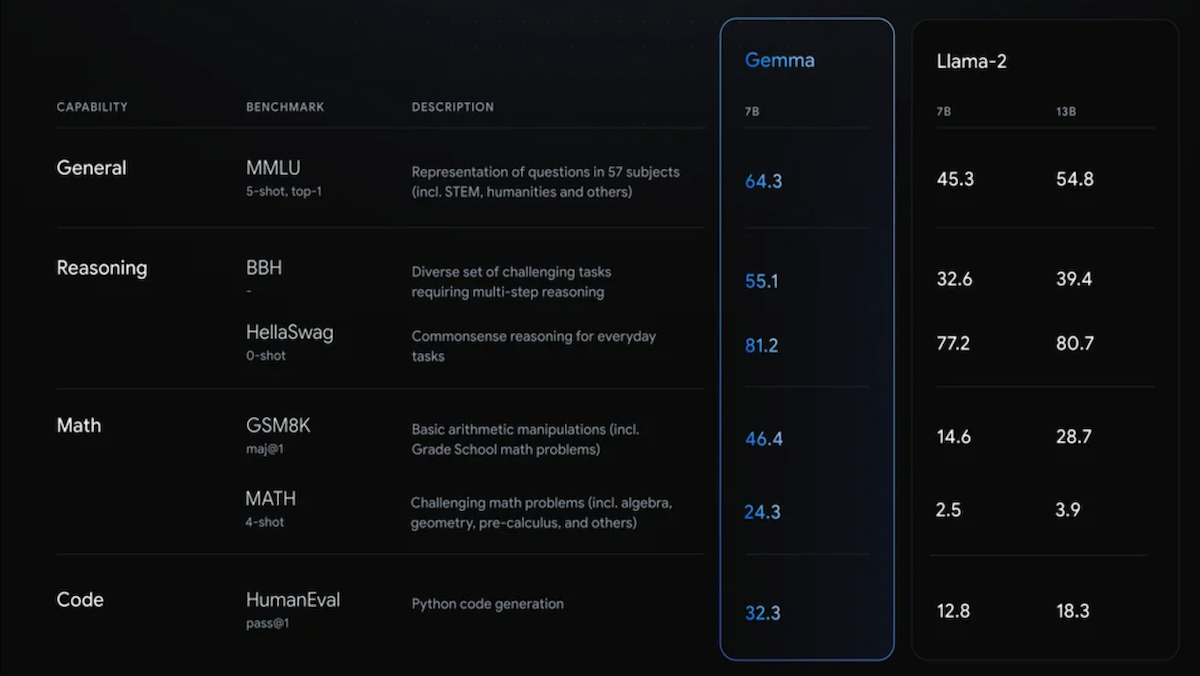 Gemma
Llama-2
CAPABILITY BENCHMARK DESCRIPTION 7B 7B 13B
General MMLU Representation of questions in 57 subjects 64.3 45.3 54.8
5-shot, top-1 (incl. STEM, humanities and others)
Reasoning BBH Diverse set of challenging tasks 55.1 32.6 39.4
- requiring multi-step reasoning
HellaSwag Commonsense reasoning for everyday 81.2 77.2 80.7
0-shot tasks
Math GSM8K Basic arithmetic manipulations (incl. 46.4 14.6 28.7
maj@1 Grade School math problems)
MATH Challenging math problems (incl. algebra, 24.3 2.5 3.9
4-shot geometry, pre-calculus, and others)
Code HumanEval Python code generation 32.3 12.8 18.3
pass@1